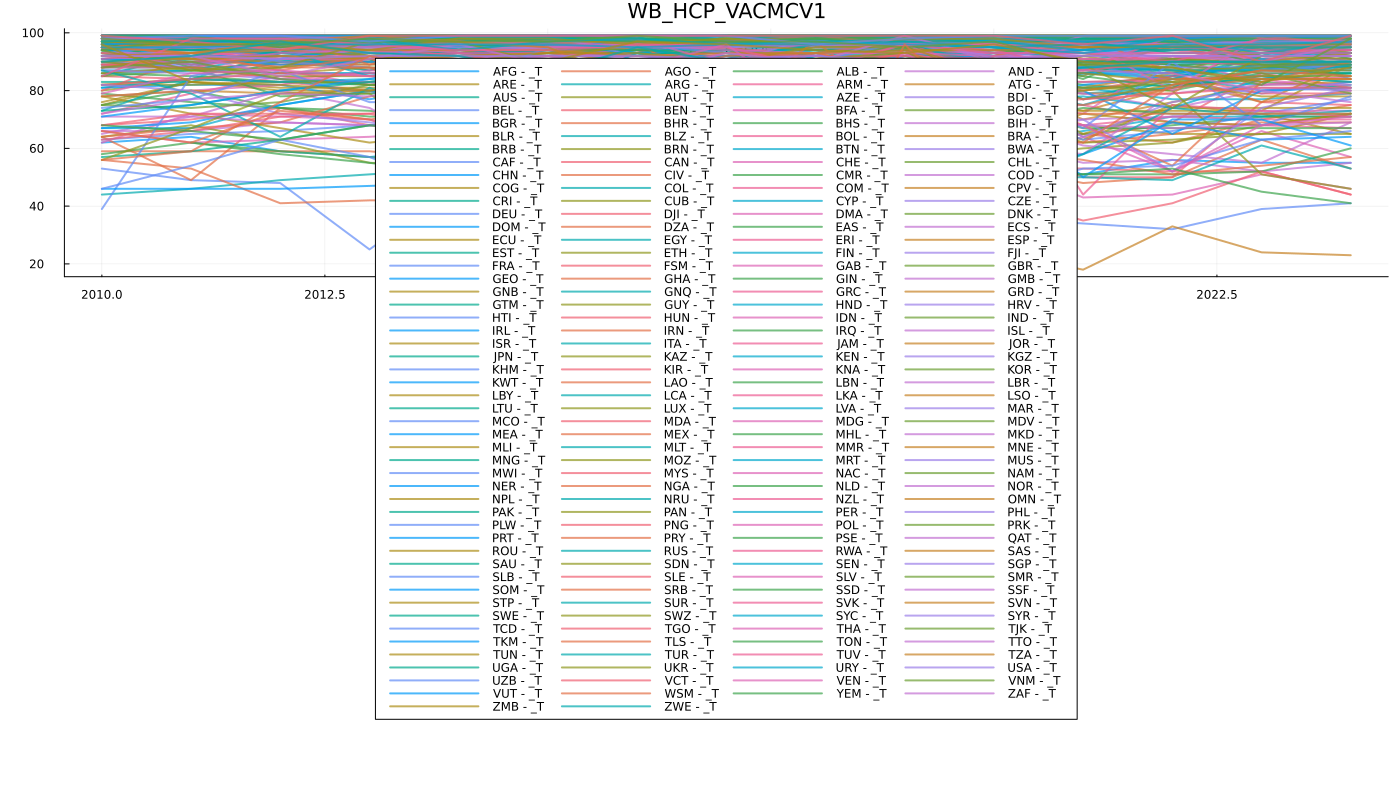 WB_HCP_VACMCV1
100
80
60
40
20
2010.0 2012.5 2022.5
AFG - _T AGO - _T ALB - _T AND - _T
ARE - _T ARG - _T ARM - _T ATG - _T
AUS - _T AUT - _T AZE - _T BDI - _T
BEL - _T BEN - _T BFA - _T BGD - _T
BGR - _T BHR - _T BHS - _T BIH - _T
BLR - _T BLZ - _T BOL - _T BRA - _T
BRB - _T BRN - _T BTN - _T BWA - _T
CAF - _T CAN - _T CHE - _T CHL - _T
CHN - _T CIV - _T CMR - _T COD - _T
COG - _T COL - _T COM - _T CPV - _T
CRI - _T CUB - _T CYP - _T CZE - _T
DEU - _T DJI - _T DMA - _T DNK - _T
DOM - _T DZA - _T EAS - _T ECS - _T
ECU - _T EGY - _T ERI - _T ESP - _T
EST - _T ETH - _T FIN - _T FJI - _T
FRA - _T FSM - _T GAB - _T GBR - _T
GEO - _T GHA - _T GIN - _T GMB - _T
GNB - _T GNQ - _T GRC - _T GRD - _T
GTM - _T GUY - _T HND - _T HRV - _T
HTI - _T HUN - _T IDN - _T IND - _T
IRL - _T IRN - _T IRQ - _T ISL - _T
ISR - _T ITA - _T JAM - _T JOR - _T
JPN - _T KAZ - _T KEN - _T KGZ - _T
KHM - _T KIR - _T KNA - _T KOR - _T
KWT - _T LAO - _T LBN - _T LBR - _T
LBY - _T LCA - _T LKA - _T LSO - _T
LTU - _T LUX - _T LVA - _T MAR - _T
MCO - _T MDA - _T MDG - _T MDV - _T
MEA - _T MEX - _T MHL - _T MKD - _T
MLI - _T MLT - _T MMR - _T MNE - _T
MNG - _T MOZ - _T MRT - _T MUS - _T
MWI - _T MYS - _T NAC - _T NAM - _T
NER - _T NGA - _T NLD - _T NOR - _T
NPL - _T NRU - _T NZL - _T OMN - _T
PAK - _T PAN - _T PER - _T PHL - _T
PLW - _T PNG - _T POL - _T PRK - _T
PRT - _T PRY - _T PSE - _T QAT - _T
ROU - _T RUS - _T RWA - _T SAS - _T
SAU - _T SDN - _T SEN - _T SGP - _T
SLB - _T SLE - _T SLV - _T SMR - _T
SOM - _T SRB - _T SSD - _T SSF - _T
STP - _T SUR - _T SVK - _T SVN - _T
SWE - _T SWZ - _T SYC - _T SYR - _T
TCD - _T TGO - _T THA - _T TJK - _T
TKM - _T TLS - _T TON - _T TTO - _T
TUN - _T TUR - _T TUV - _T TZA - _T
UGA - _T UKR - _T URY - _T USA - _T
UZB - _T VCT - _T VEN - _T VNM - _T
VUT - _T WSM - _T YEM - _T ZAF - _T
ZMB - _T ZWE - _T